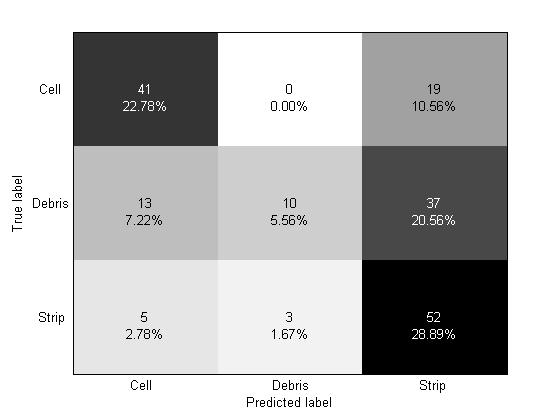 Cell
41
22.78%
0
0.00%
19
10.56%
Debris
13
7.22%
10
5.56%
37
20.56%
Strip
5
2.78%
3
1.67%
52
28.89%
True label
Cell
Debris
Strip
Predicted label